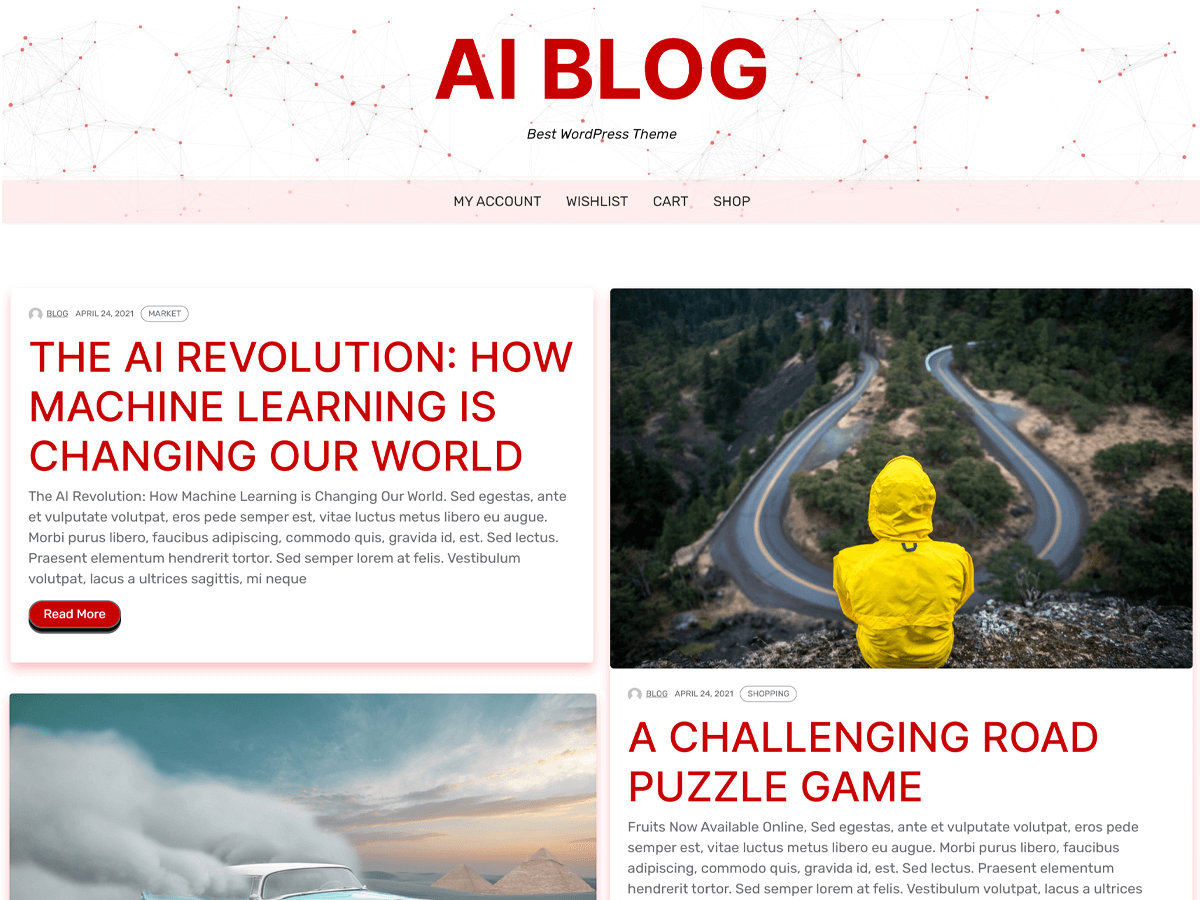 AI BLOG
Best WordPress Theme
MY ACCOUNT WISHLIST CART SHOP
BLOG APRIL 24, 2021 MARKET
THE AI REVOLUTION: HOW
MACHINE LEARNING IS
CHANGING OUR WORLD
The AI Revolution: How Machine Learning is Changing Our World. Sed egestas, ante
et vulputate volutpat, eros pede semper est, vitae luctus metus libero eu augue.
Morbi purus libero, faucibus adipiscing, commodo quis, gravida id, est. Sed lectus.
Praesent elementum hendrerit tortor. Sed semper lorem at felis. Vestibulum
volutpat, lacus a ultrices sagittis, mi neque
Read More
BLOG APRIL 24, 2021 SHOPPING
A CHALLENGING ROAD
PUZZLE GAME
Fruits Now Available Online, Sed egestas, ante et vulputate volutpat, eros pede
semper est, vitae luctus metus libero eu augue. Morbi purus libero, faucibus
adipiscing, commodo quis, gravida id, est. Sed lectus. Praesent elementum
hendrerit tortor. Sed semper lorem at felis. Vestibulum volutpat, lacus a ultrices